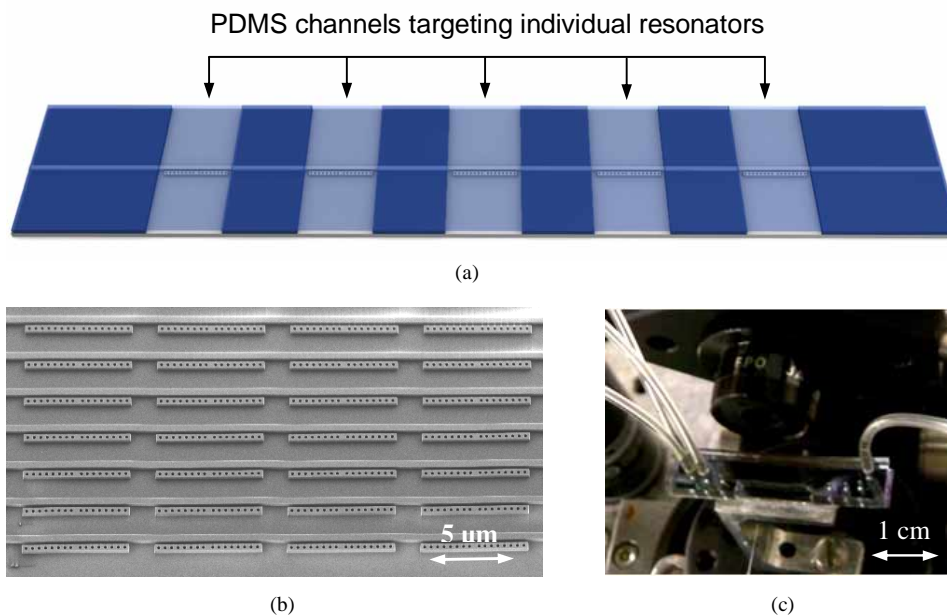 PDMS channels targeting individual resonators
(a)
5 um
(b)
1 cm
(c)